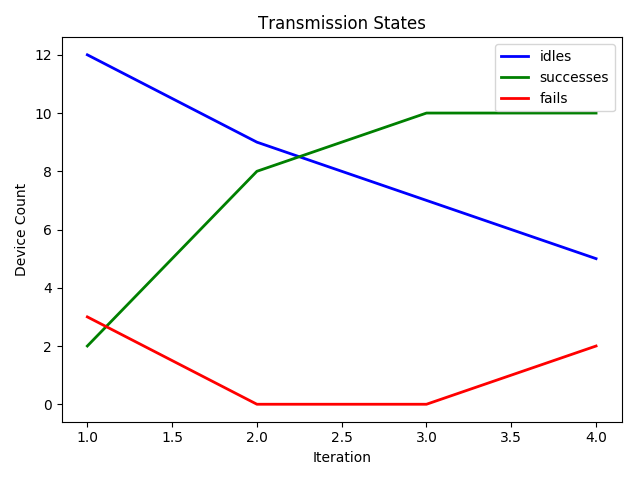 Transmission States
idles
successes
fails
Device Count
12
10
8
6
4
2
0
1.0 1.5 2.0 2.5 3.0 3.5 4.0
Iteration